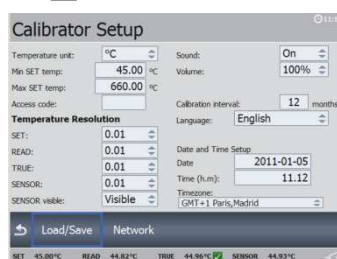 Calibrator Setup
Temperature unit: °C
Min SET temp: 45.00 °C
Max SET temp: 660.00 °C
Access code:
Temperature Resolution
SET: 0.01
READ: 0.01
TRUE: 0.01
SENSOR: 0.01
SENSOR visible: Visible
Sound: On
Volume: 100%
Calibration interval: 12 months
Language: English
Date and Time Setup
Date 2011-01-05
Time (h.m): 11.12
Timezone:
GMT+1 Paris,Madrid
Load/Save Network
SET 45.00°C READ 44.82°C TRUE 44.96°C SENSOR 44.93°C